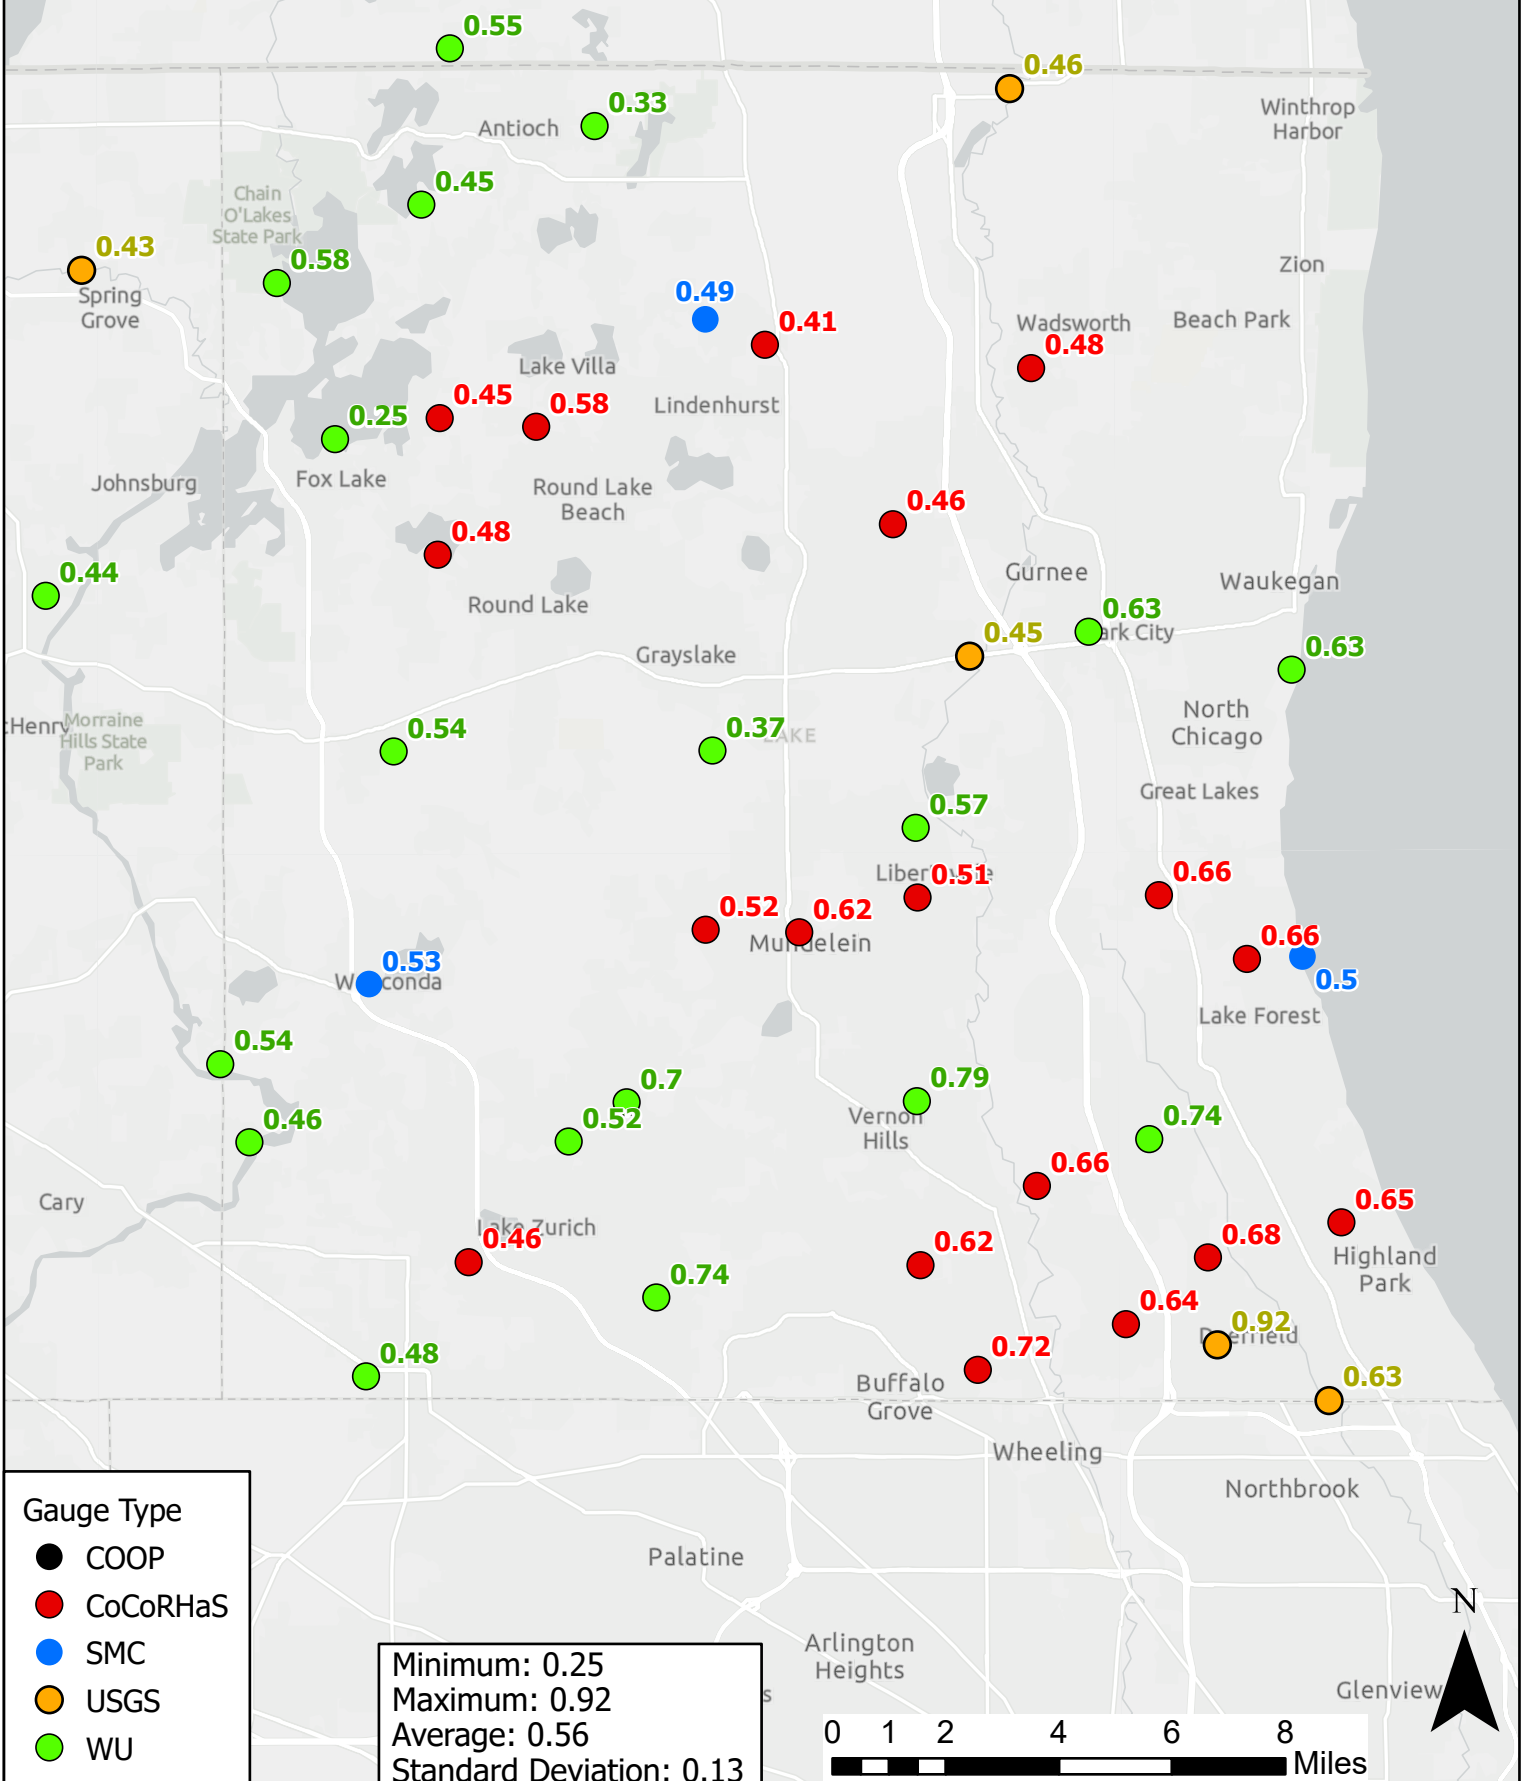 0.55
0.46
Winthrop
Harbor
0.33
Antioch
0.45
Chain
O'Lakes
State Park
0.43
0.58
Spring
Grove
Zion
0.49
0.41
Wadsworth
Beach Park
0.48
Lake Villa
0.45
0.58
Lindenhurst
0.25
Fox Lake
Johnsburg
Round Lake
Beach
0.46
0.48
0.44
Gurnee
Waukegan
Round Lake
0.63
ark City
0.45
0.63
Grayslake
North
Chicago
Henry
Morraine
Hills State
Park
0.54
0.37
AKE
Great Lakes
0.57
0.51
0.66
0.52
0.62
Mundelein
0.66
0.5
0.53
Lake Forest
0.54
0.7
0.79
0.46
0.52
Vernon
Hills
0.74
0.66
Cary
0.65
Lake Zurich
0.46
0.62
0.68
Highland
Park
0.74
0.64
0.92
Deerfield
0.48
0.72
0.63
Buffalo
Grove
Wheeling
Northbrook
Palatine
Arlington
Heights
Glenview
s
N
Gauge Type
COOP
CoCoRHaS
SMC
USGS
WU
Minimum: 0.25
Maximum: 0.92
Average: 0.56
Standard Deviation: 0.13
0 1 2 4 6 8
Miles